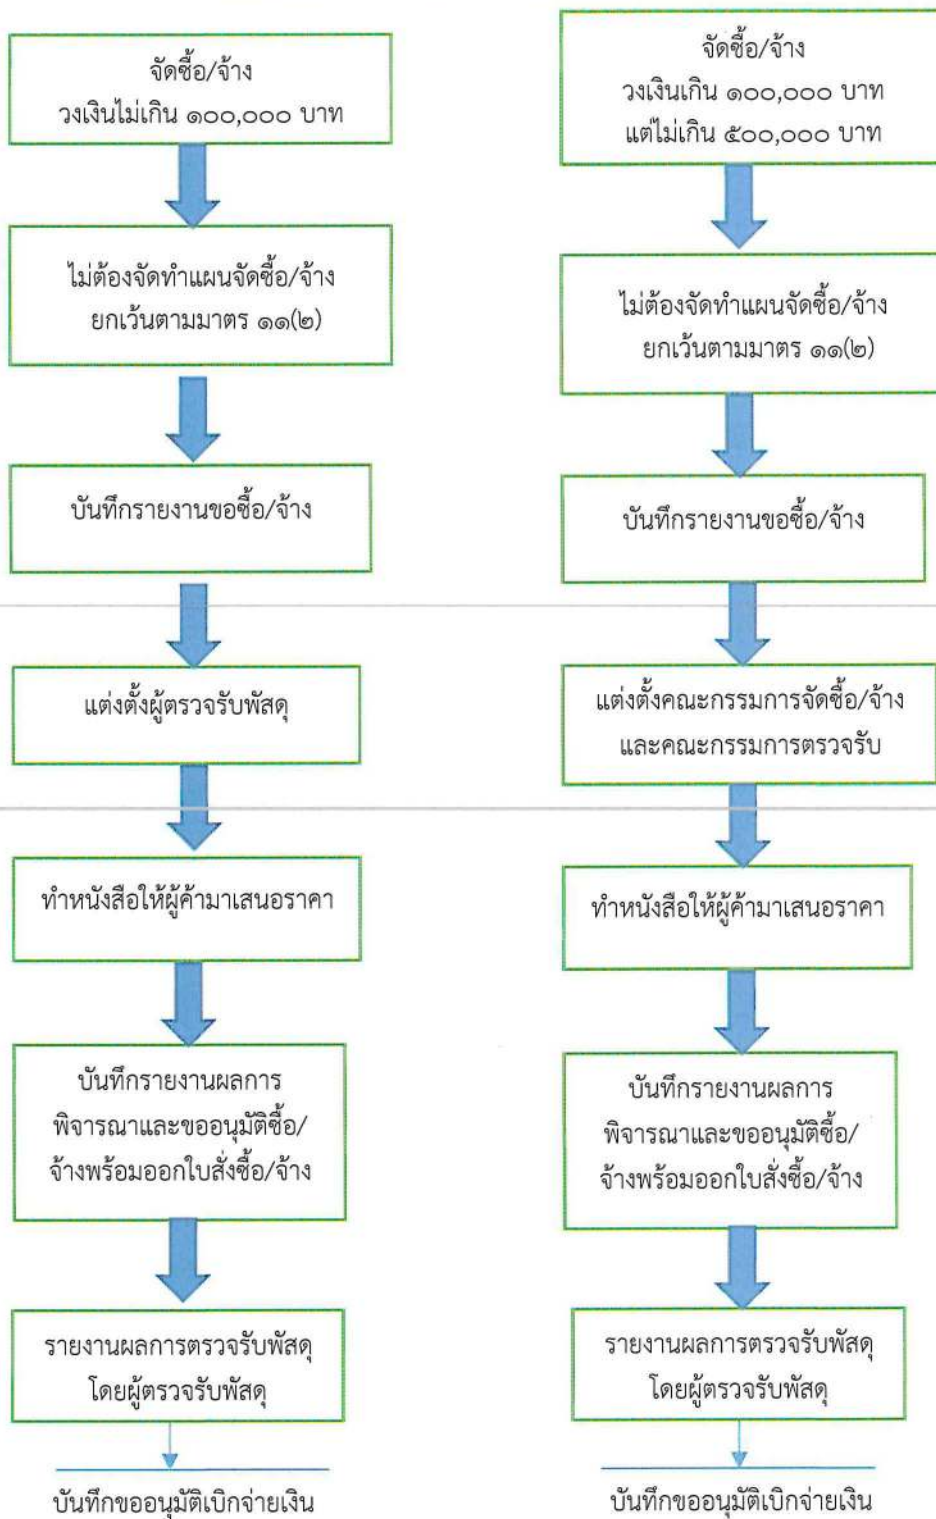 จัดซื้อ/จ้าง
วงเงินไม่เกิน ๑๐๐,๐๐๐ บาท
ไม่ต้องจัดทำแผนจัดซื้อ/จ้าง
ยกเว้นตามมาตร ๑๑(๒)
บันทึกรายงานขอซื้อ/จ้าง
แต่งตั้งผู้ตรวจรับพัสดุ
ทำหนังสือให้ผู้ค้ามาเสนอราคา
บันทึกรายงานผลการ
พิจารณาและขออนุมัติซื้อ/
จ้างพร้อมออกใบสั่งซื้อ/จ้าง
รายงานผลการตรวจรับพัสดุ
โดยผู้ตรวจรับพัสดุ
บันทึกขออนุมัติเบิกจ่ายเงิน
จัดซื้อ/จ้าง
วงเงินเกิน ๑๐๐,๐๐๐ บาท
แต่ไม่เกิน ๕๐๐,๐๐๐ บาท
ไม่ต้องจัดทำแผนจัดซื้อ/จ้าง
ยกเว้นตามมาตร ๑๑(๒)
บันทึกรายงานขอซื้อ/จ้าง
แต่งตั้งคณะกรรมการจัดซื้อ/จ้าง
และคณะกรรมการตรวจรับ
ทำหนังสือให้ผู้ค้ามาเสนอราคา
บันทึกรายงานผลการ
พิจารณาและขออนุมัติซื้อ/
จ้างพร้อมออกใบสั่งซื้อ/จ้าง
รายงานผลการตรวจรับพัสดุ
โดยผู้ตรวจรับพัสดุ
บันทึกขออนุมัติเบิกจ่ายเงิน